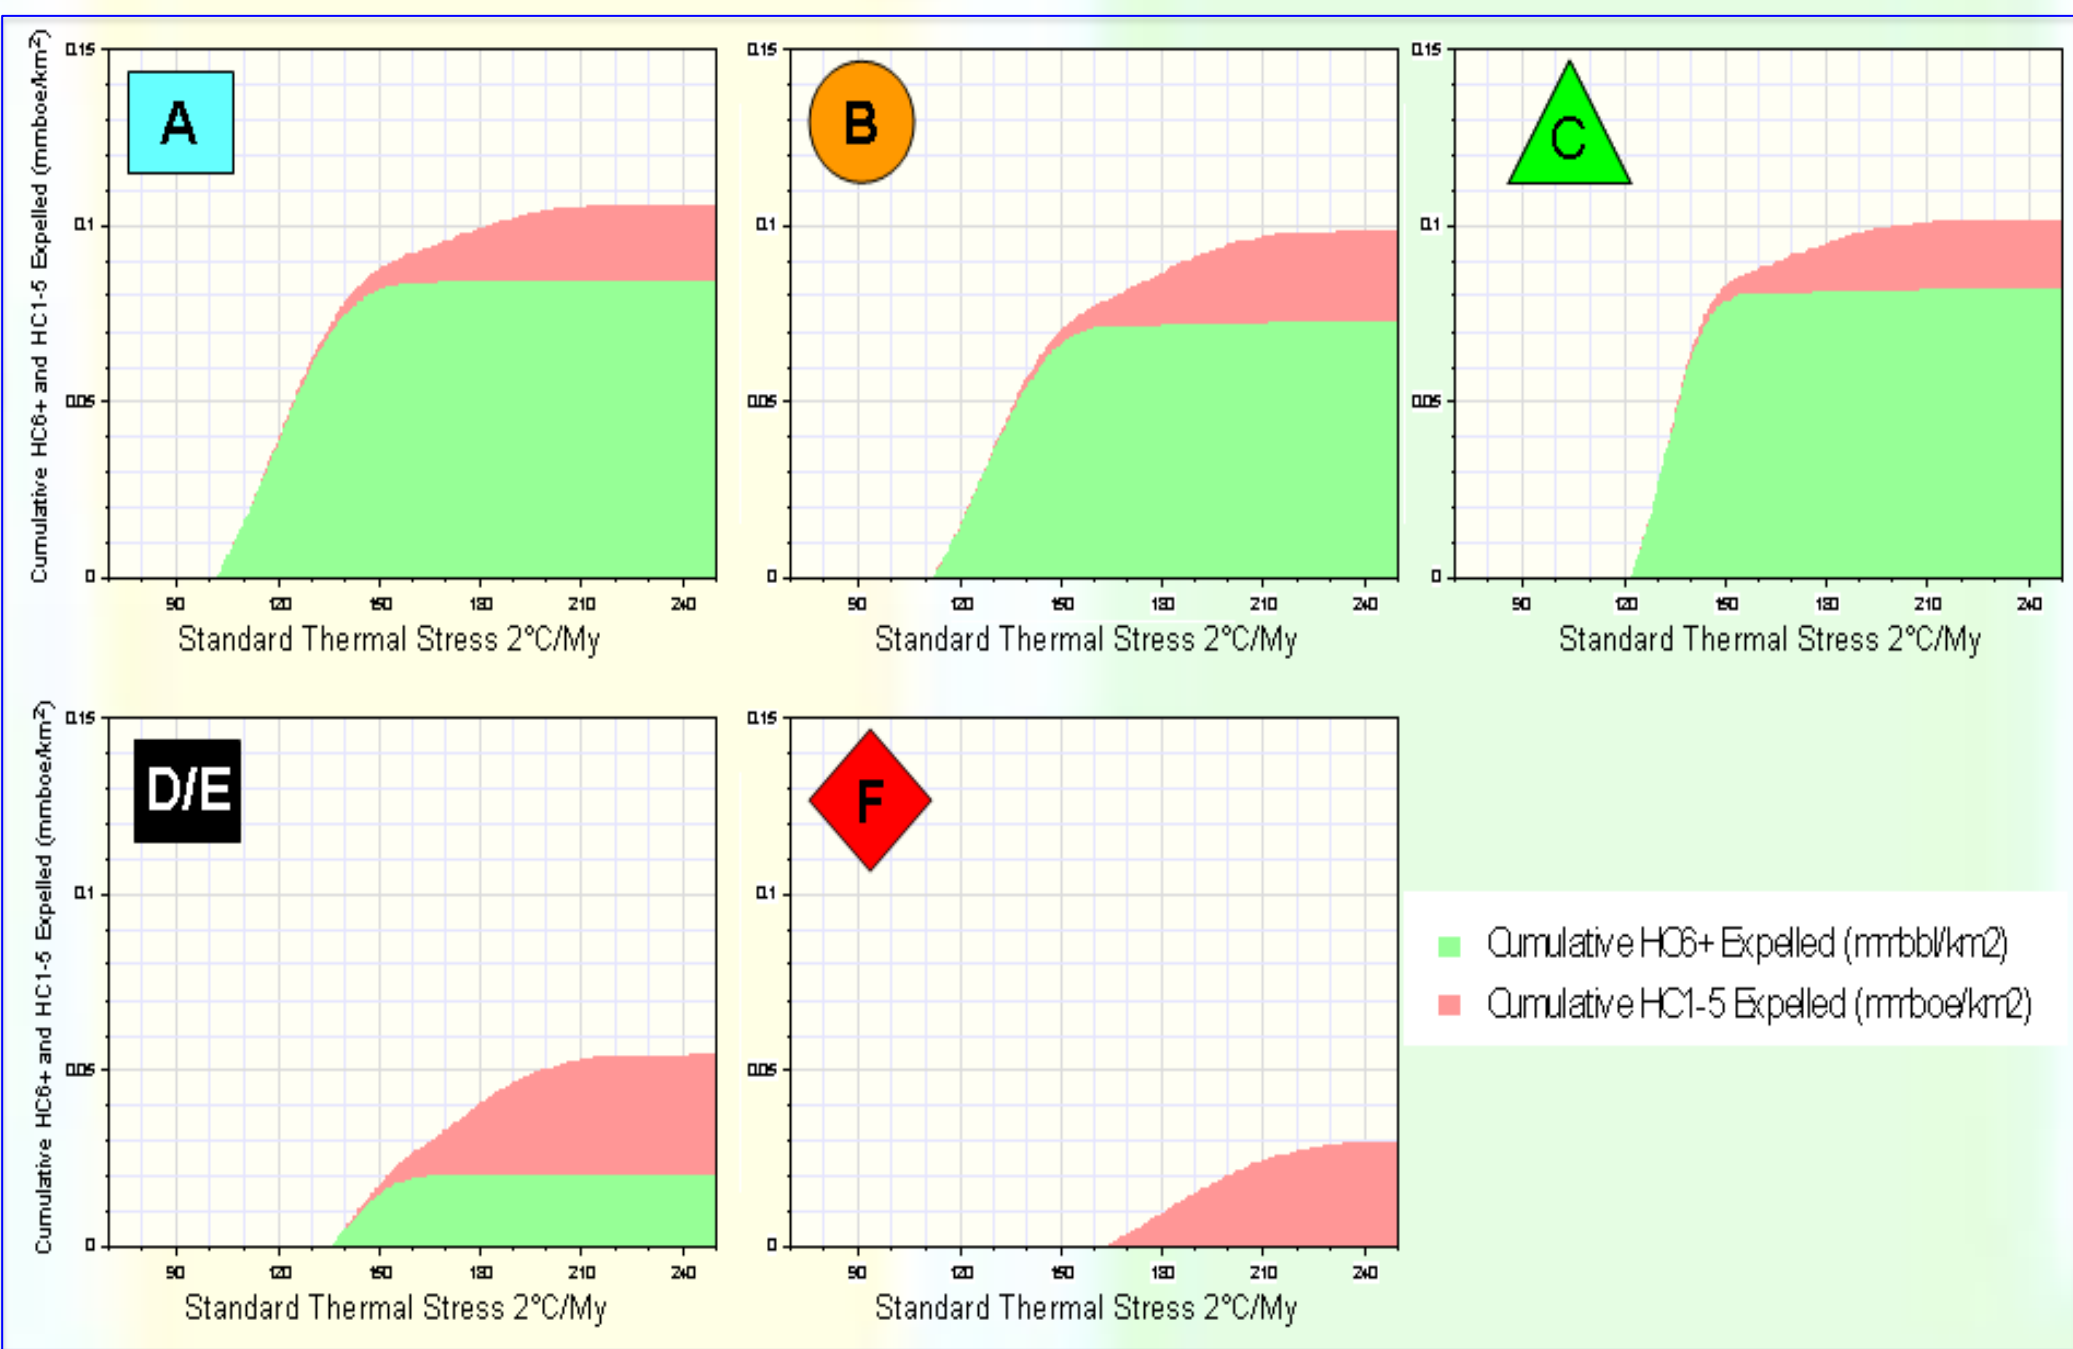 Cumulative HC6+ and HC1-5 Expelled (mmboe/km²)
0.15
0.1
0.05
0
A
90 120 150 180 210 240
Standard Thermal Stress 2°C/My
0.15
0.1
0.05
0
B
90 120 150 180 210 240
Standard Thermal Stress 2°C/My
0.15
0.1
0.05
0
C
90 120 150 180 210 240
Standard Thermal Stress 2°C/My
Cumulative HC6+ and HC1-5 Expelled (mmboe/km²)
0.15
0.1
0.05
0
D/E
90 120 150 180 210 240
Standard Thermal Stress 2°C/My
0.15
0.1
0.05
0
F
90 120 150 180 210 240
Standard Thermal Stress 2°C/My
Cumulative HC6+ Expelled (mmbbl/km2)
Cumulative HC1-5 Expelled (mmboe/km2)